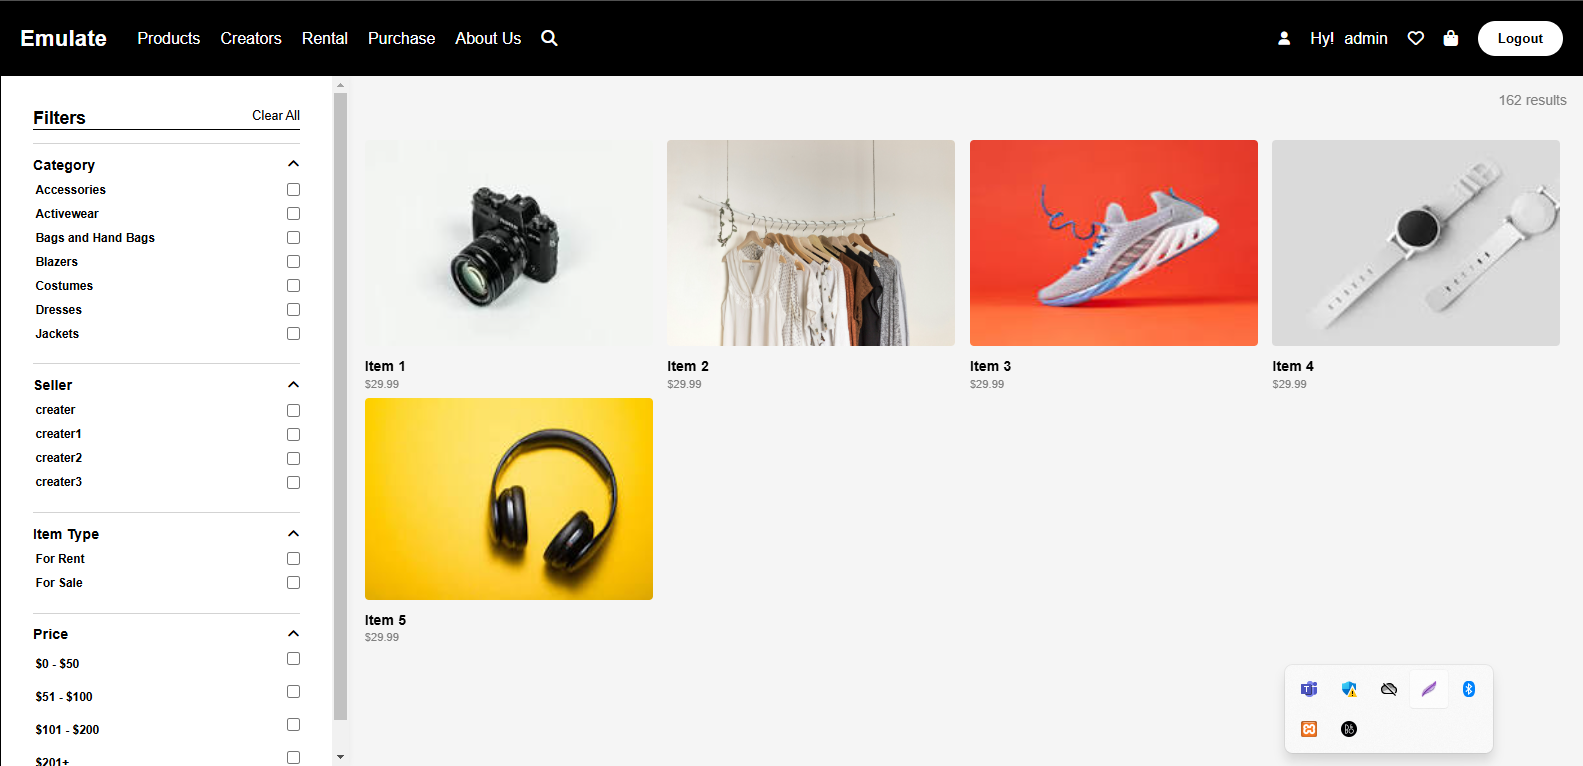 Emulate Products Creators Rental Purchase About Us Hy! admin Logout
Filters Clear All
Category
Accessories
Activewear
Bags and Hand Bags
Blazers
Costumes
Dresses
Jackets
Seller
creater
creater1
creater2
creater3
Item Type
For Rent
For Sale
Price
$0 - $50
$51 - $100
$101 - $200
$201+
162 results
Item 1
$29.99
Item 2
$29.99
Item 3
$29.99
Item 4
$29.99
Item 5
$29.99